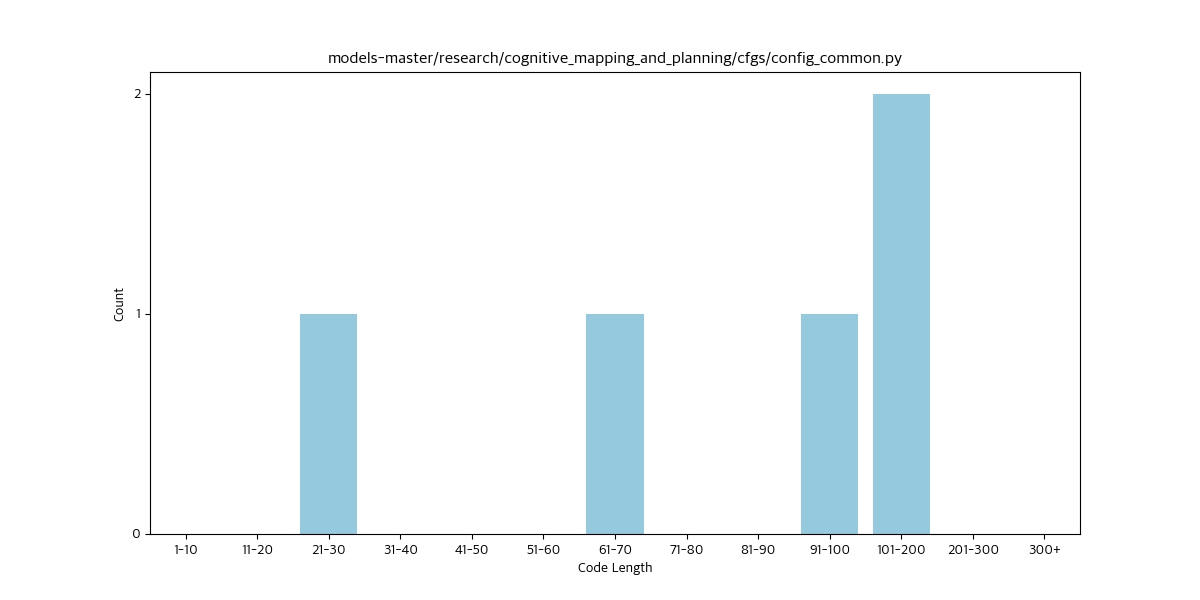 models-master/research/cognitive_mapping_and_planning/cfgs/config_common.py
2
1
0
Count
1-10 11-20 21-30 31-40 41-50 51-60 61-70 71-80 81-90 91-100 101-200 201-300 300+
Code Length